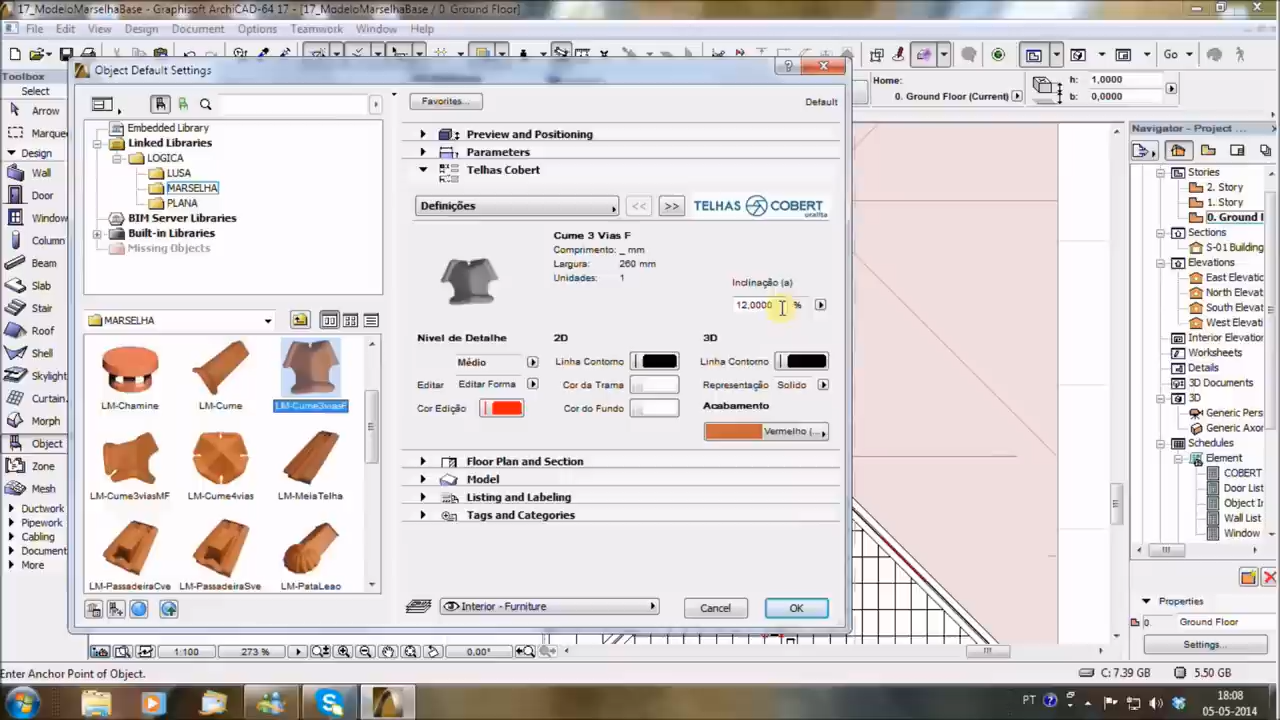 17_ModeloMarselhaBase - Graphisoft ArchiCAD-64 17 - [17_ModeloMarselhaBase / 0. Ground Floor]
File Edit View Design Document Options Teamwork Window Help
Toolbox
Select
Arrow
Marque
Design
Wall
Door
Window
Column
Beam
Slab
Stair
Roof
Shell
Skylight
Curtain.
Morph
Object
Zone
Mesh
Ductwork
Pipework
Cabling
Document
More
Object Default Settings
Embedded Library
Linked Libraries
LOGICA
LUSA
MARSELHA
PLANA
BIM Server Libraries
Built-in Libraries
Missing Objects
MARSELHA
LM-Chamine LM-Cume LM-Cume3viasF
LM-Cume3viasMF LM-Cume4vias LM-MeiaTelha
LM-PassadeiraCve LM-PassadeiraSve LM-PataLeao
Favorites...
Default
Preview and Positioning
Parameters
Telhas Cobert
Definições << >> TELHAS COBERT
uralita
Cume 3 Vias F
Comprimento: _ mm
Largura: 260 mm
Unidades: 1
Inclinação (a)
12,0000 %
Nivel de Detalhe 2D 3D
Médio Linha Contorno Linha Contorno
Editar Editar Forma Cor da Trama Representação Solido
Cor Edição Cor do Fundo Acabamento
Vermelho (...
Floor Plan and Section
Model
Listing and Labeling
Tags and Categories
Interior - Furniture Cancel OK
Home:
0. Ground Floor (Current)
h: 1,0000
b: 0,0000
Go
Navigator - Project ...
Stories
2. Story
1. Story
0. Ground
Sections
S-01 Building
Elevations
East Elevatio
North Elevati
South Elevati
West Elevati
Interior Elevation
Worksheets
Details
3D Documents
3D
Generic Pers
Generic Axon
Schedules
Element
COBERT
Door List
Object In
Wall List
Window
Properties
0. Ground Floor
Settings...
1:100 273 % 0,00°
Enter Anchor Point of Object.
C: 7.39 GB 5.50 GB
PT 18:08
05-05-2014